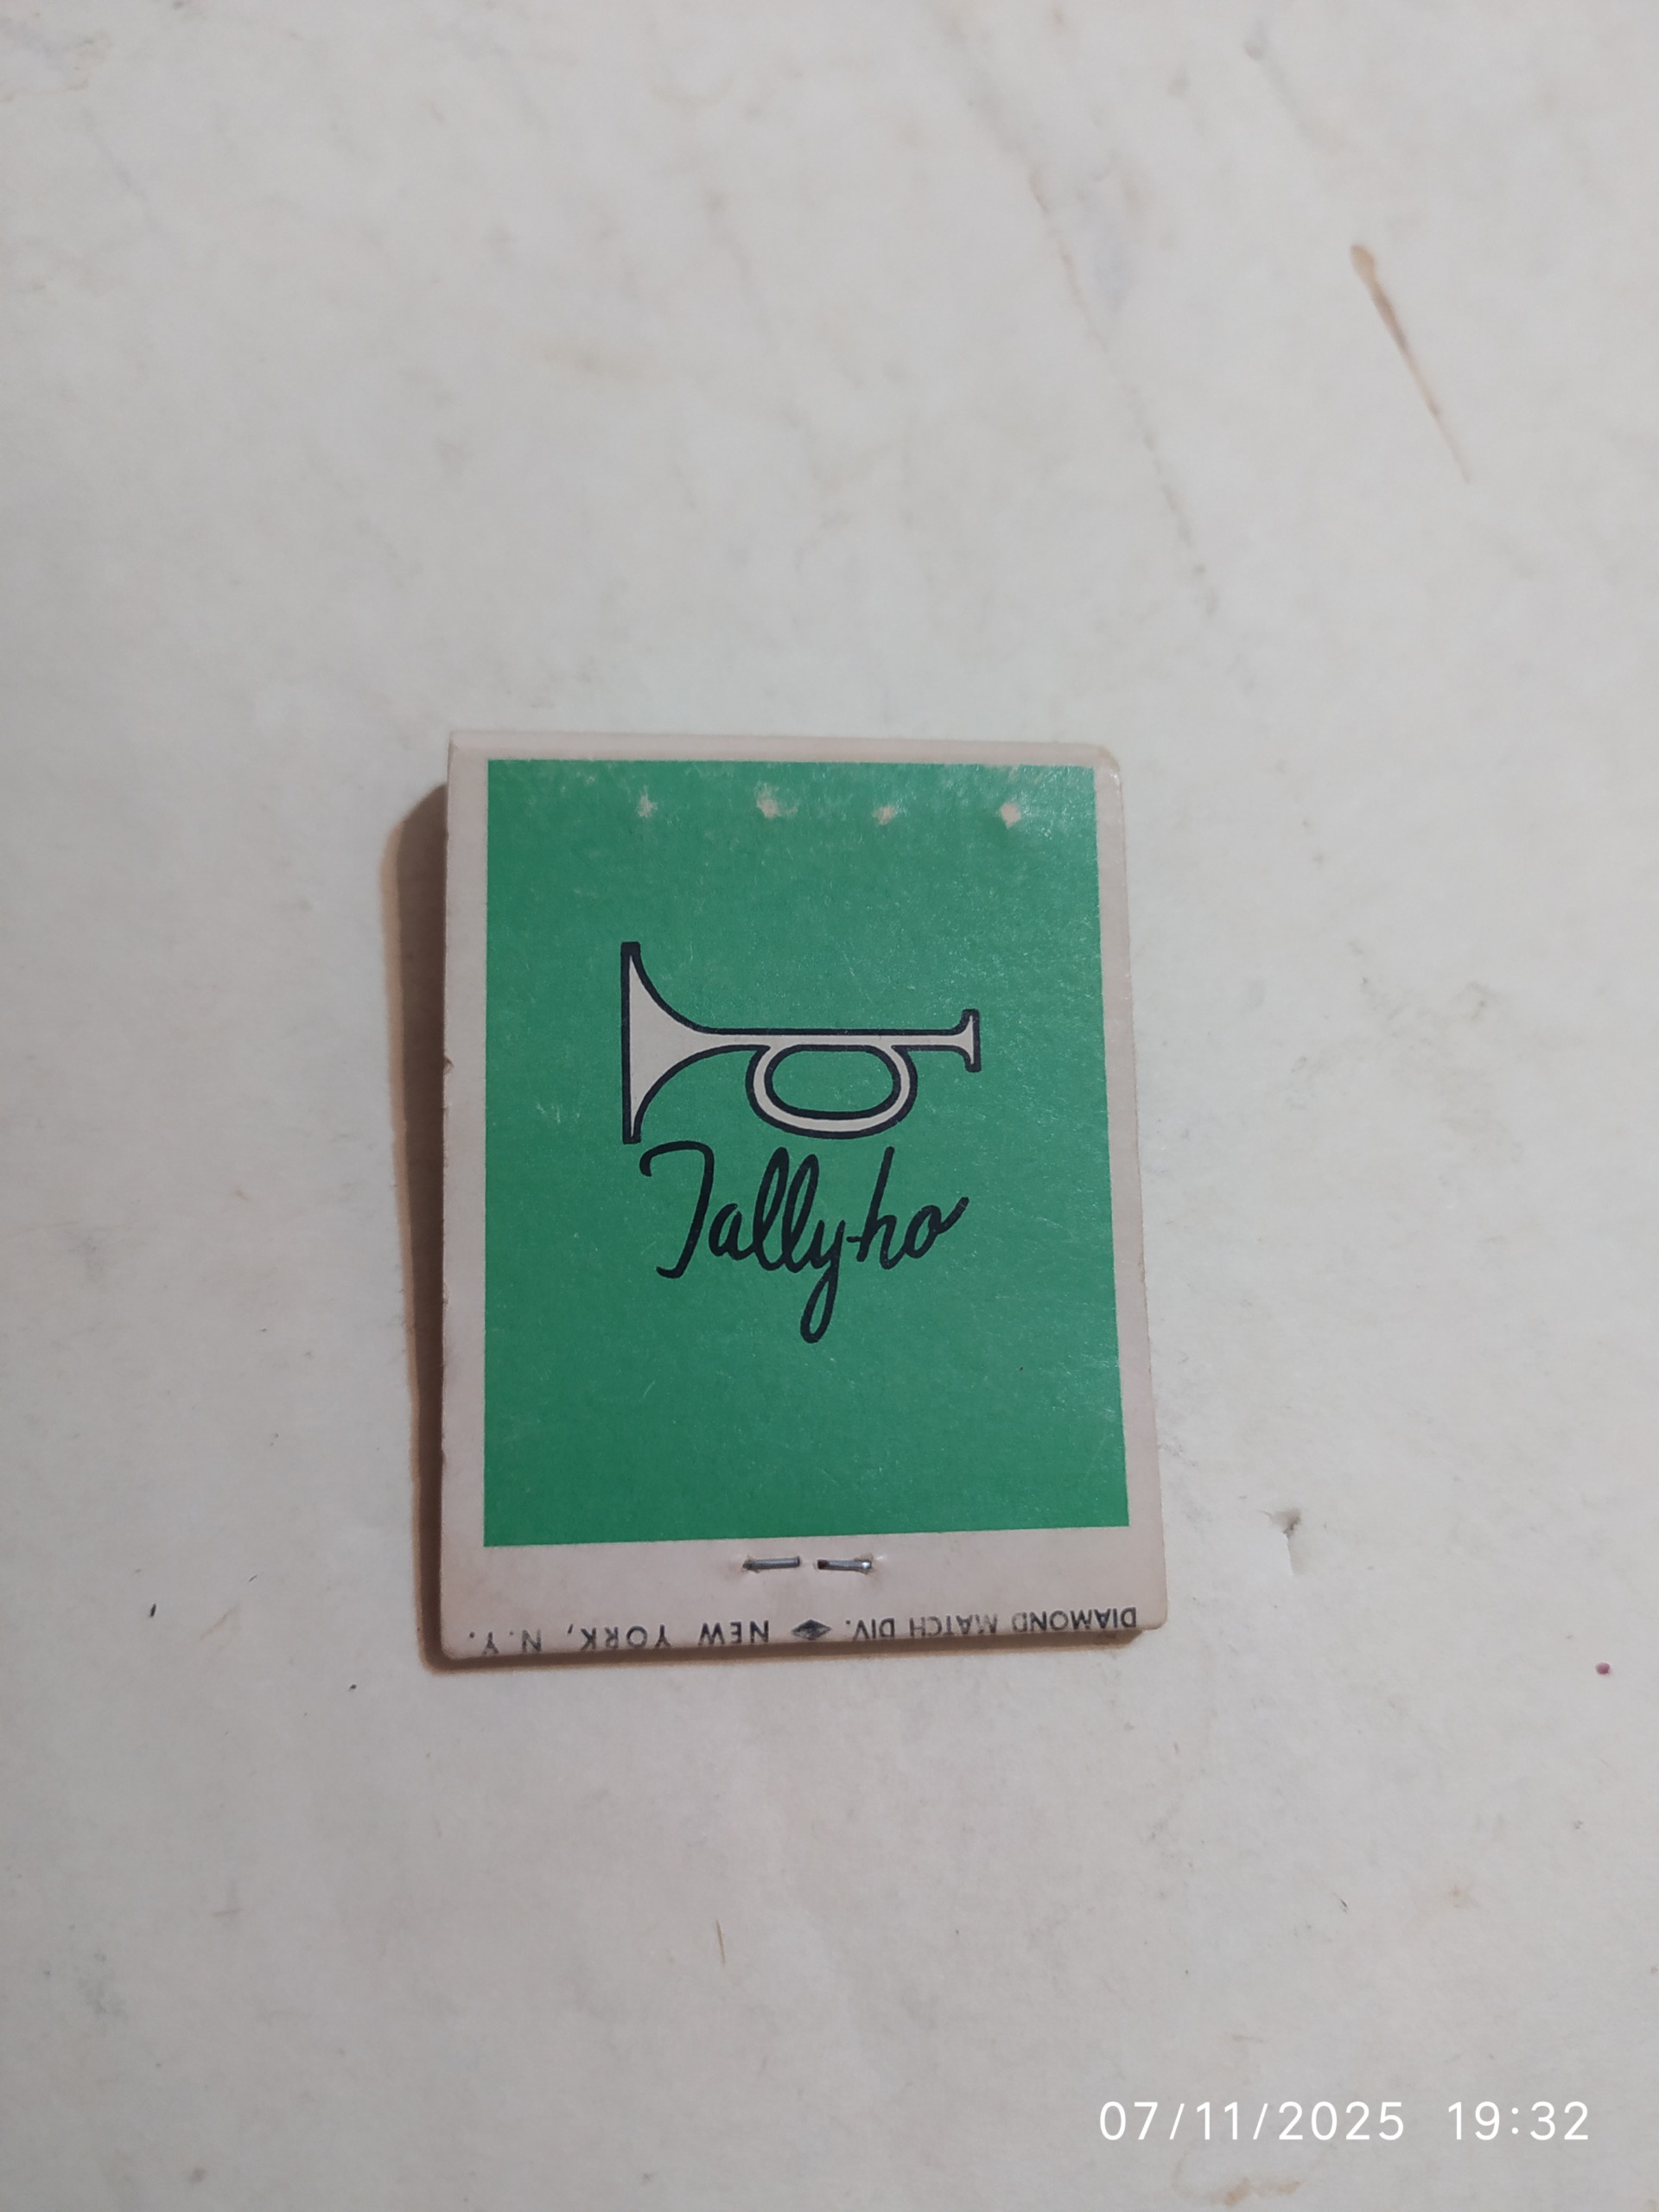 Tally-ho
DIAMOND MATCH DIV. NEW YORK, N.Y.
07/11/2025 19:32